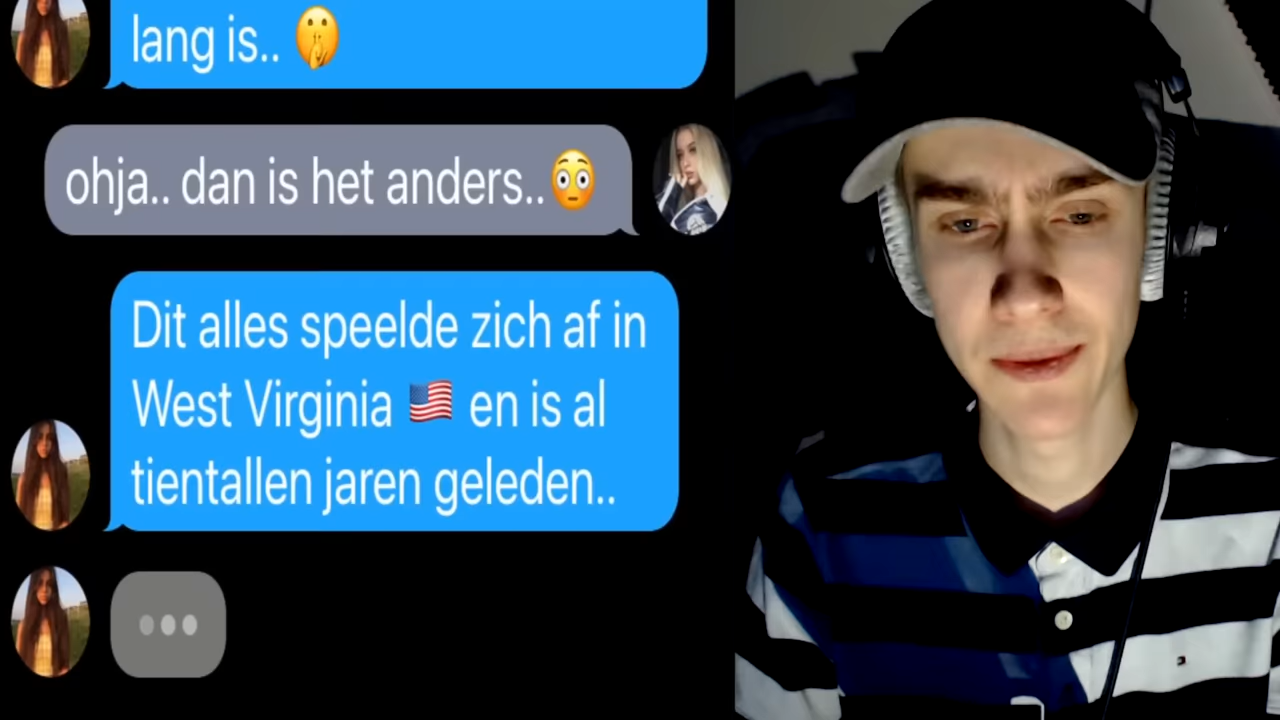 lang is.. 🤫
ohja.. dan is het anders..😳
Dit alles speelde zich af in
West Virginia 🇺🇸 en is al
tientallen jaren geleden..